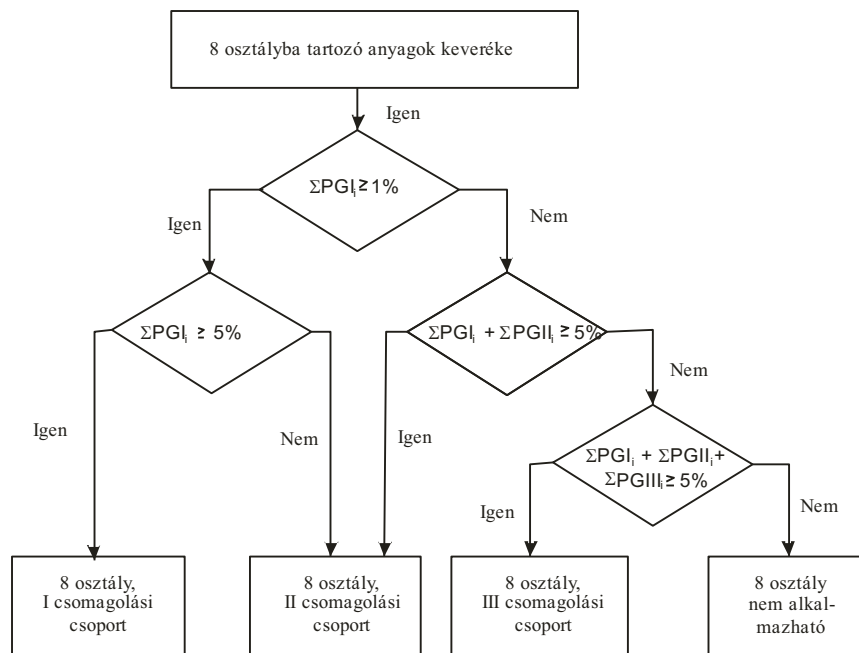 8 osztályba tartozó anyagok keveréke
Igen
ΣPGIᵢ ≥ 1%
Igen
Nem
ΣPGIᵢ ≥ 5%
ΣPGIᵢ + ΣPGIIᵢ ≥ 5%
Nem
Igen
Nem
Igen
ΣPGIᵢ + ΣPGIIᵢ +
ΣPGIIIᵢ ≥ 5%
Igen
Nem
8 osztály,
I csomagolási
csoport
8 osztály,
II csomagolási
csoport
8 osztály,
III csomagolási
csoport
8 osztály
nem alkal-
mazható